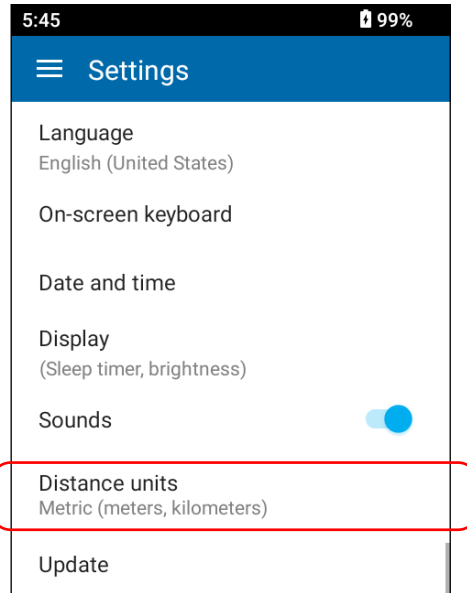 5:45 99%
Settings
Language
English (United States)
On-screen keyboard
Date and time
Display
(Sleep timer, brightness)
Sounds
Distance units
Metric (meters, kilometers)
Update